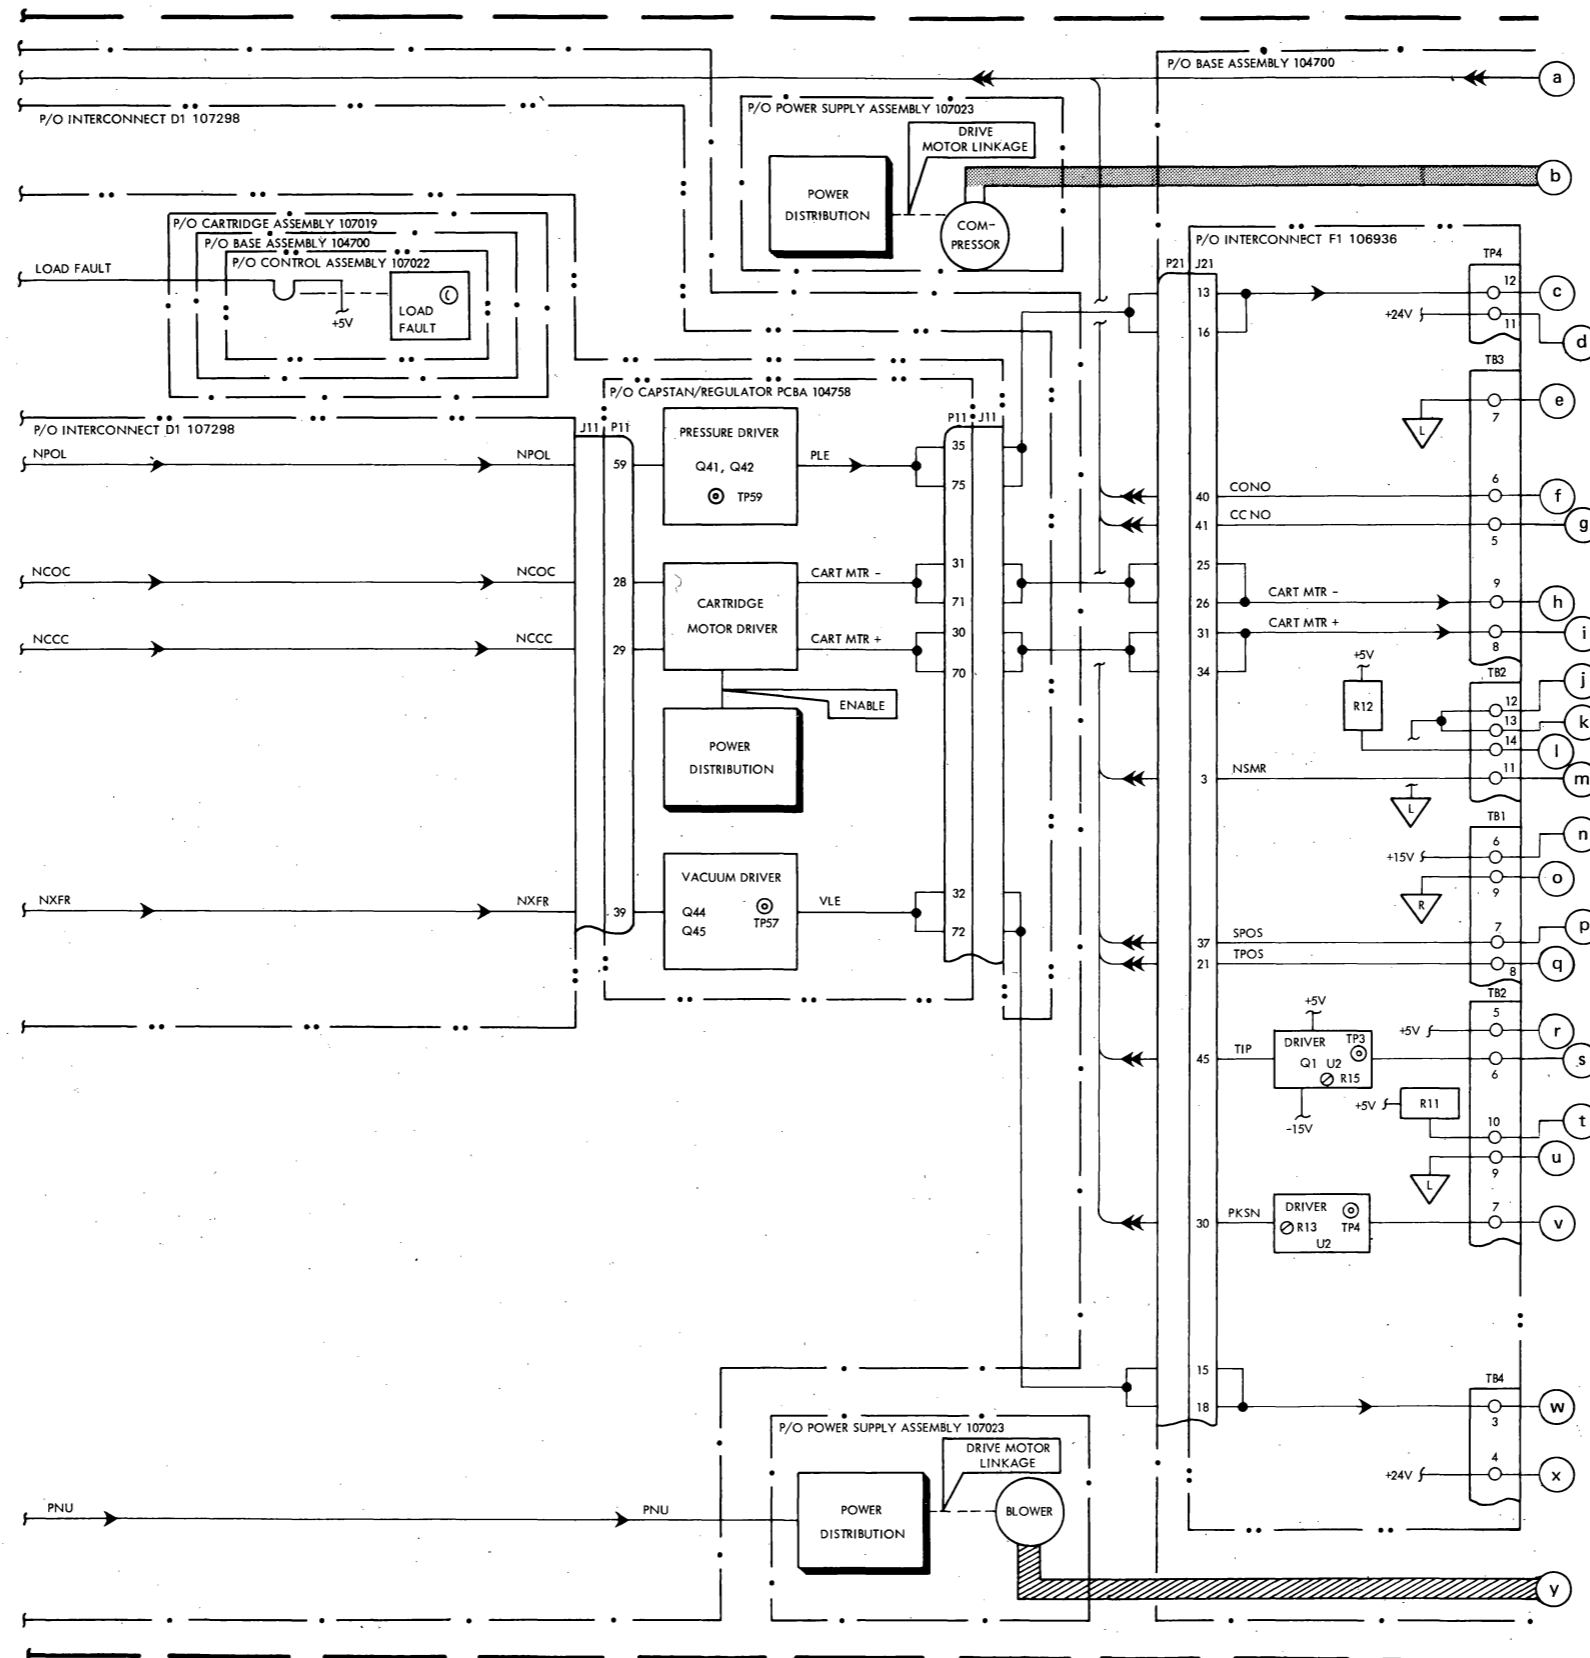 P/O BASE ASSEMBLY 104700
a
P/O POWER SUPPLY ASSEMBLY 107023
P/O INTERCONNECT D1 107298
DRIVE
MOTOR LINKAGE
POWER
DISTRIBUTION
COM-
PRESSOR
b
P/O CARTRIDGE ASSEMBLY 107019
P/O BASE ASSEMBLY 104700
P/O CONTROL ASSEMBLY 107022
LOAD FAULT
+5V
LOAD
FAULT
P/O INTERCONNECT F1 106936
P21 J21
TP4
13
12
c
+24V
11
16
d
TB3
7
e
L
P/O CAPSTAN/REGULATOR PCBA 104758
P/O INTERCONNECT D1 107298
J11 P11
P11 J11
NPOL
NPOL
59
PRESSURE DRIVER
Q41, Q42
TP59
PLE
35
75
40
CONO
6
f
41
CCNO
5
g
NCOC
NCOC
28
CARTRIDGE
MOTOR DRIVER
CART MTR -
31
71
25
26
CART MTR -
9
h
NCCC
NCCC
29
CART MTR +
30
70
31
34
CART MTR +
8
i
ENABLE
POWER
DISTRIBUTION
+5V
R12
TB2
12
j
13
k
14
l
3
NSMR
11
m
L
TB1
+15V
6
n
9
o
R
NXFR
NXFR
39
VACUUM DRIVER
Q44
Q45
TP57
VLE
32
72
37
SPOS
7
p
21
TPOS
8
q
TB2
+5V
5
r
+5V
45
TIP
DRIVER
TP3
Q1 U2
R15
-15V
6
s
+5V
R11
10
t
9
u
L
30
PKSN
DRIVER
R13
TP4
U2
7
v
15
18
TB4
3
w
+24V
4
x
P/O POWER SUPPLY ASSEMBLY 107023
DRIVE MOTOR
LINKAGE
PNU
PNU
POWER
DISTRIBUTION
BLOWER
y